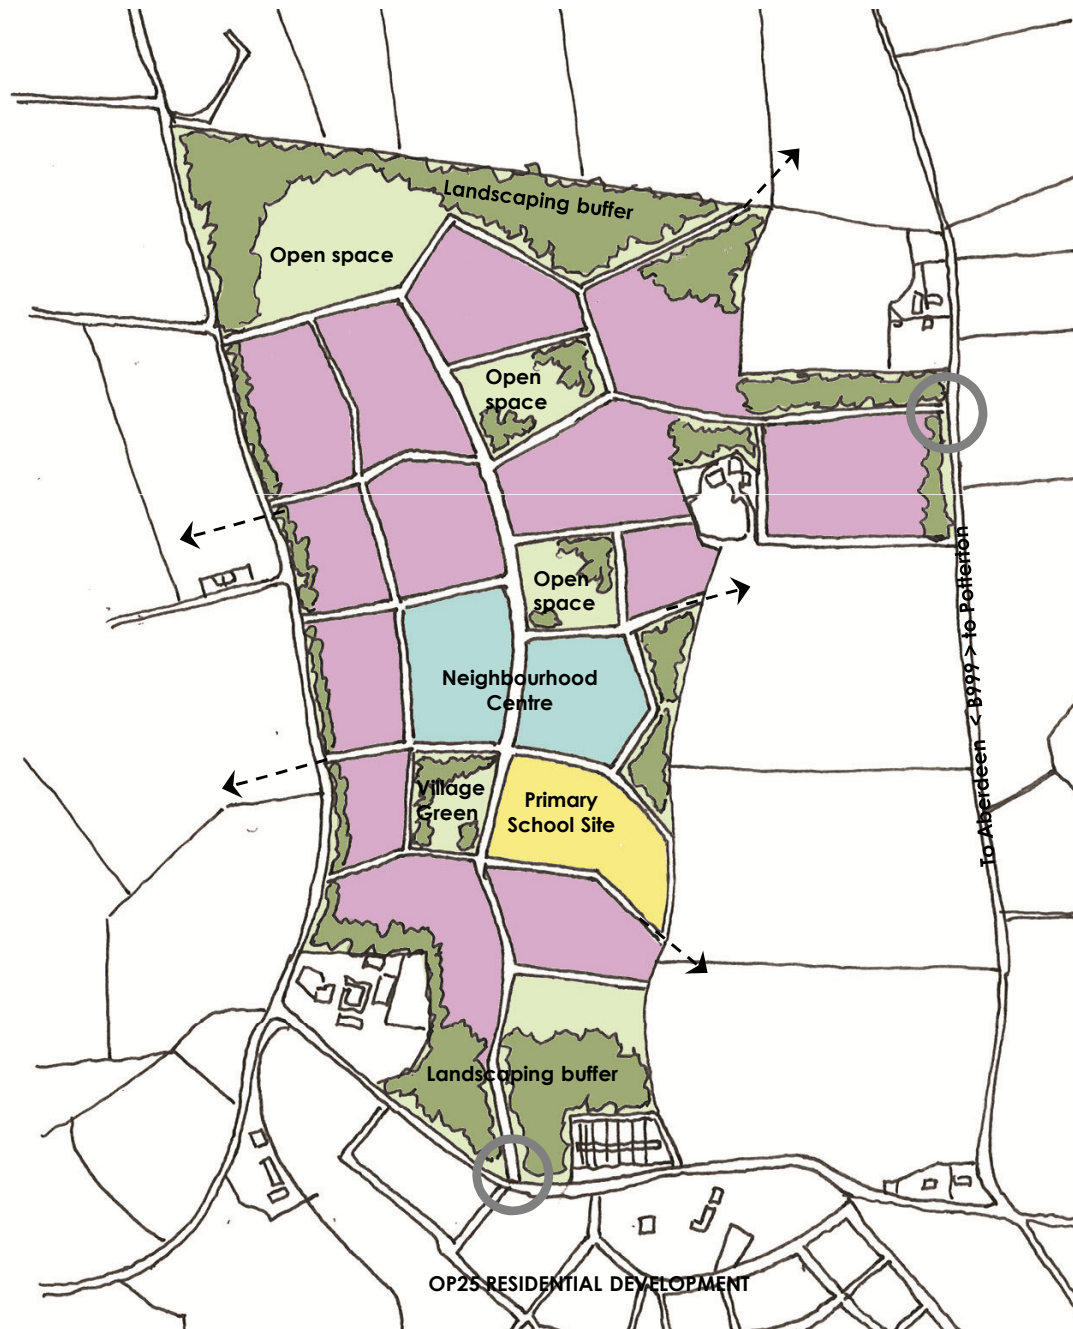 Landscaping buffer
Open space
Open
space
Open
space
To Aberdeen < B999 > to Potterton
Neighbourhood
Centre
Village
Green
Primary
School Site
Landscaping buffer
OP25 RESIDENTIAL DEVELOPMENT